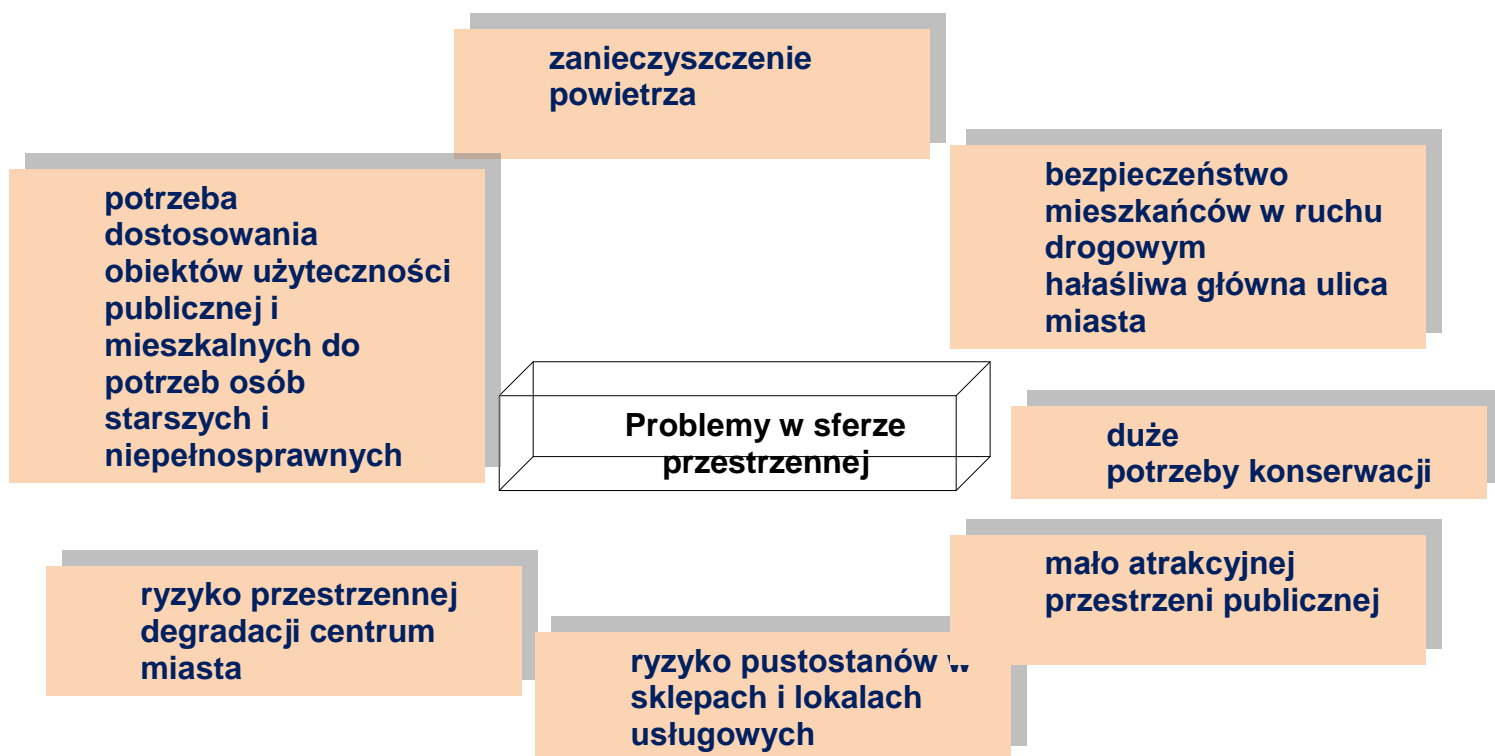 zanieczyszczenie
powietrza
bezpieczeństwo
mieszkańców w ruchu
drogowym
hałaśliwa główna ulica
miasta
potrzeba
dostosowania
obiektów użyteczności
publicznej i
mieszkalnych do
potrzeb osób
starszych i
niepełnosprawnych
Problemy w sferze
przestrzennej
duże
potrzeby konserwacji
mało atrakcyjnej
przestrzeni publicznej
ryzyko przestrzennej
degradacji centrum
miasta
ryzyko pustostanów w
sklepach i lokalach
usługowych